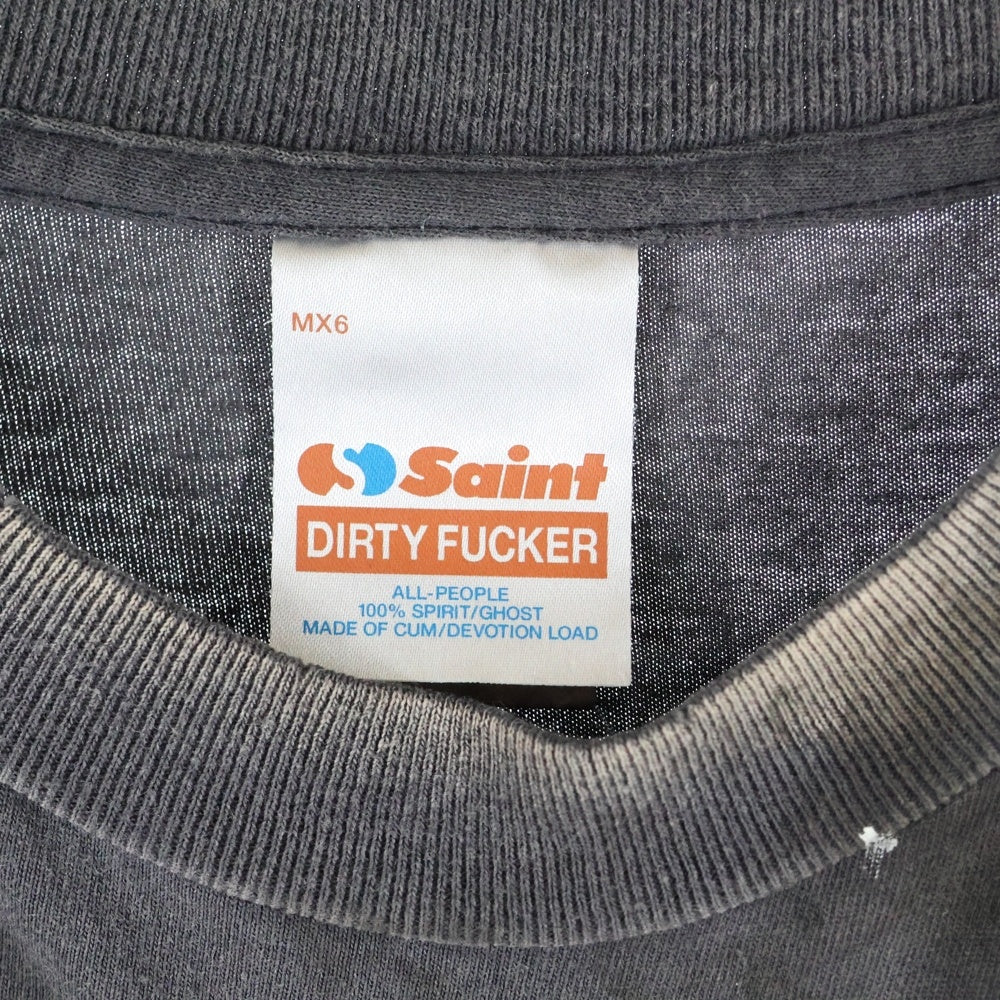 MX6
Saint
DIRTY FUCKER
ALL-PEOPLE
100% SPIRIT/GHOST
MADE OF CUM/DEVOTION LOAD